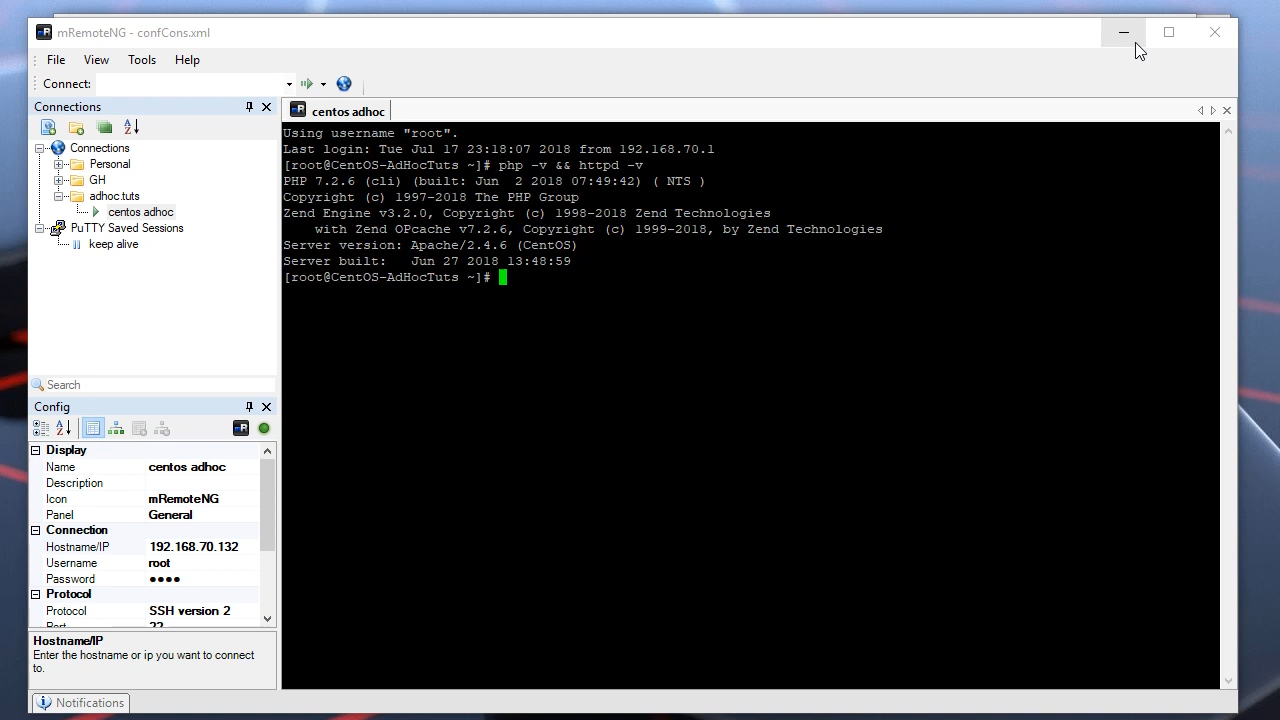 mRemoteNG - confCons.xml
File View Tools Help
Connect:
Connections
Connections
Personal
GH
adhoc.tuts
centos adhoc
PuTTY Saved Sessions
keep alive
Search
Config
Display
Name centos adhoc
Description
Icon mRemoteNG
Panel General
Connection
Hostname/IP 192.168.70.132
Username root
Password ●●●●
Protocol
Protocol SSH version 2
Port 22
Hostname/IP
Enter the hostname or ip you want to connect
to.
Notifications
centos adhoc
Using username "root".
Last login: Tue Jul 17 23:18:07 2018 from 192.168.70.1
[root@CentOS-AdHocTuts ~]# php -v && httpd -v
PHP 7.2.6 (cli) (built: Jun  2 2018 07:49:42) ( NTS )
Copyright (c) 1997-2018 The PHP Group
Zend Engine v3.2.0, Copyright (c) 1998-2018 Zend Technologies
    with Zend OPcache v7.2.6, Copyright (c) 1999-2018, by Zend Technologies
Server version: Apache/2.4.6 (CentOS)
Server built:   Jun 27 2018 13:48:59
[root@CentOS-AdHocTuts ~]#